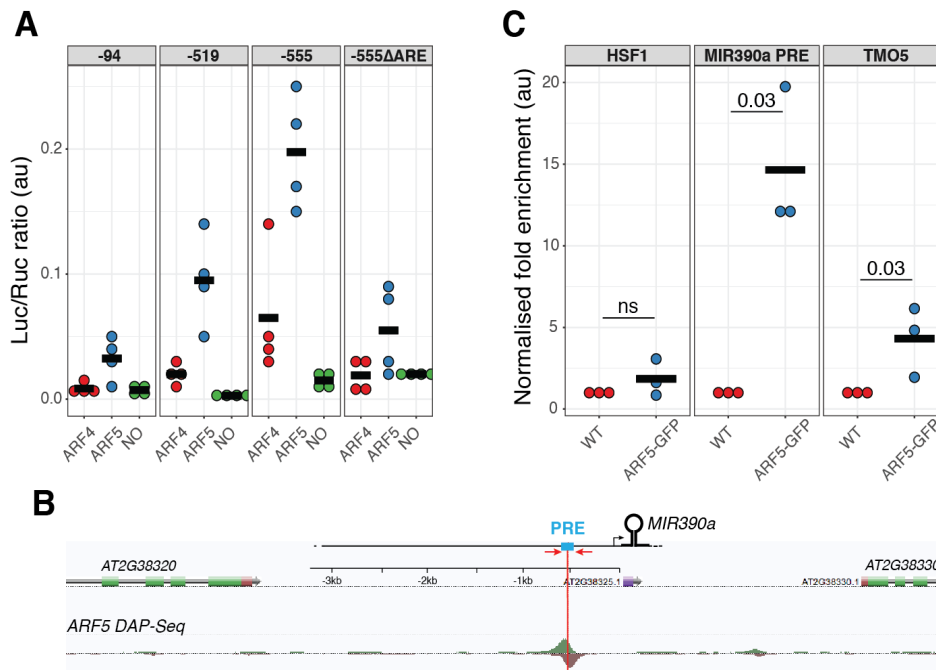 A
-94 -519 -555 -555ΔARE
Luc/Ruc ratio (au)
0.2
0.1
0.0
ARF4 ARF5 NO ARF4 ARF5 NO ARF4 ARF5 NO ARF4 ARF5 NO
C
HSF1 MIR390a PRE TMO5
Normalised fold enrichment (au)
20
15
10
5
0
ns
0.03
0.03
WT ARF5-GFP WT ARF5-GFP WT ARF5-GFP
B
PRE
MIR390a
-3kb -2kb -1kb
AT2G38320
AT2G38325.1
AT2G38330.1
AT2G38330
ARF5 DAP-Seq